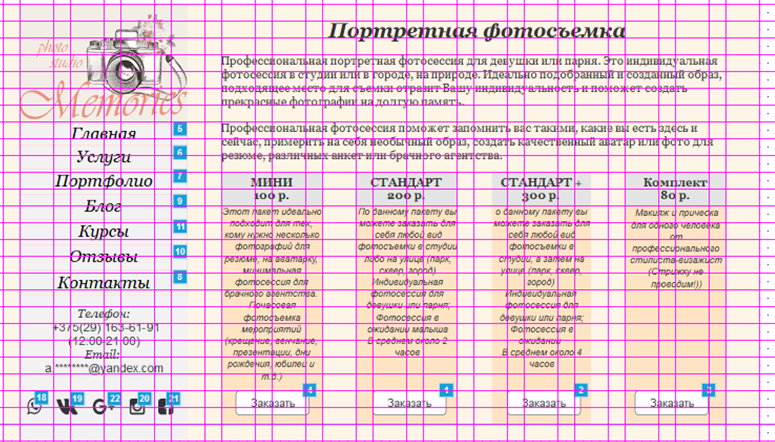 photo
studio
Memories
Главная
5
Услуги
6
Портфолио
7
Блог
9
Курсы
11
Отзывы
10
Контакты
8
Телефон:
+375(29) 163-61-91
(12:00-21:00)
Email:
a.********@yandex.com
18
19
22
20
21
Портретная фотосъемка
Профессиональная портретная фотосессия для девушки или парня. Это индивидуальная
фотосессия в студии или в городе, на природе. Идеально подобранный и созданный образ,
подходящее место для съемки отразит Вашу индивидуальность и поможет создать
прекрасные фотографии на долгую память.
Профессиональная фотосессия поможет запомнить вас такими, какие вы есть здесь и
сейчас, примерить на себя необычный образ, создать качественный аватар или фото для
резюме, различных анкет или брачного агентства.
МИНИ
100 р.
Этот пакет идеально
подходит для тех,
кому нужно несколько
фотографий для
резюме, на аватарку,
минимальная
фотосессия для
брачного агентства.
Почасовая
фотосъемка
мероприятий
(крещение, венчание,
презентации, дни
рождения, юбилеи и
т.д.)
4
Заказать
СТАНДАРТ
200 р.
По данному пакету вы
можете заказать для
себя любой вид
фотосъемки в студии
либо на улице (парк,
сквер, город)
Индивидуальная
фотосессия для
девушки или парня;
Фотосессия в
ожидании малыша
В среднем около 2
часов
1
Заказать
СТАНДАРТ +
300 р.
о данному пакету вы
можете заказать для
себя любой вид
фотосъемки в
студии, а затем на
улице (парк, сквер,
город)
Индивидуальная
фотосессия для
девушки или парня;
Фотосессия в
ожидании
В среднем около 4
часов
2
Заказать
Комплект
80 р.
Макияж и прическа
для одного человека
от
профессионального
стилиста-визажист
(Стрижку не
проводим!))
3
Заказать